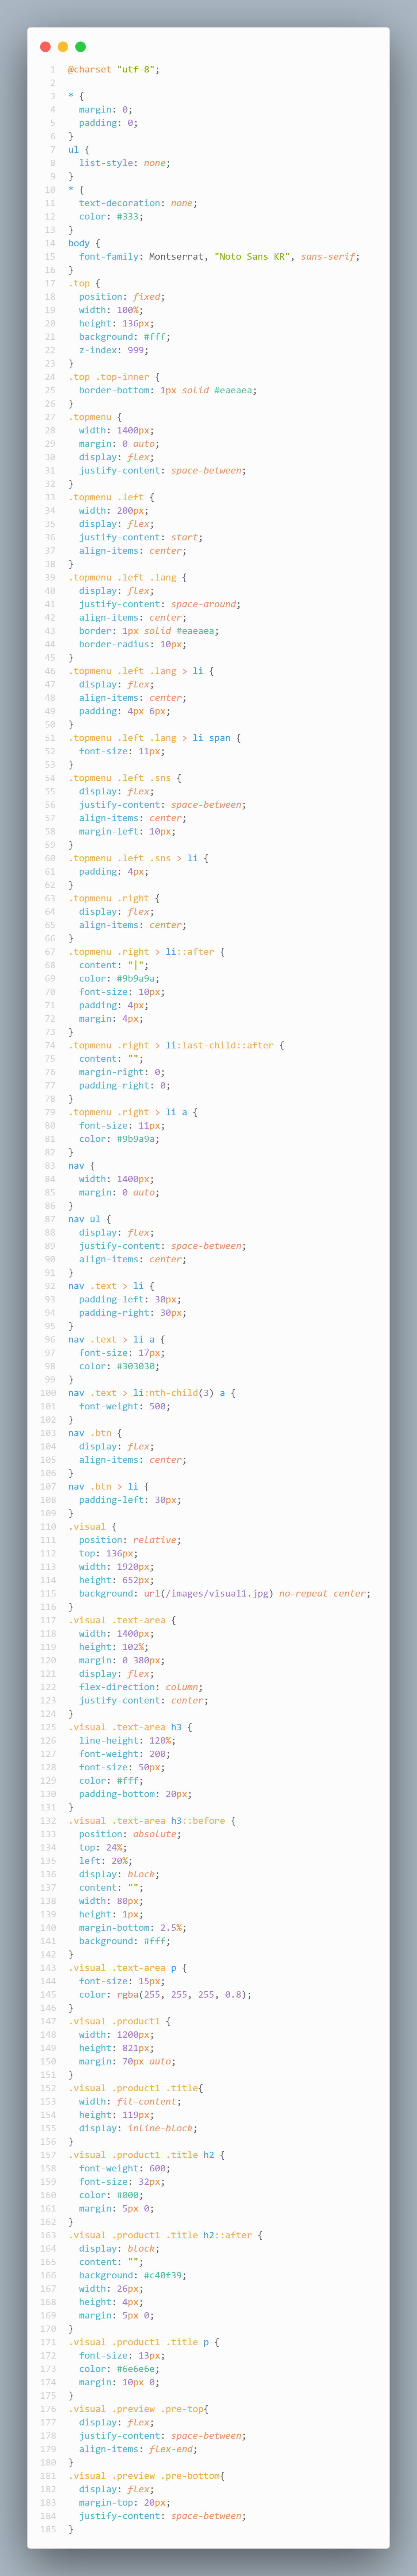 1 @charset "utf-8";
2
3 * {
4   margin: 0;
5   padding: 0;
6 }
7 ul {
8   list-style: none;
9 }
10 * {
11   text-decoration: none;
12   color: #333;
13 }
14 body {
15   font-family: Montserrat, "Noto Sans KR", sans-serif;
16 }
17 .top {
18   position: fixed;
19   width: 100%;
20   height: 136px;
21   background: #fff;
22   z-index: 999;
23 }
24 .top .top-inner {
25   border-bottom: 1px solid #eaeaea;
26 }
27 .topmenu {
28   width: 1400px;
29   margin: 0 auto;
30   display: flex;
31   justify-content: space-between;
32 }
33 .topmenu .left {
34   width: 200px;
35   display: flex;
36   justify-content: start;
37   align-items: center;
38 }
39 .topmenu .left .lang {
40   display: flex;
41   justify-content: space-around;
42   align-items: center;
43   border: 1px solid #eaeaea;
44   border-radius: 10px;
45 }
46 .topmenu .left .lang > li {
47   display: flex;
48   align-items: center;
49   padding: 4px 6px;
50 }
51 .topmenu .left .lang > li span {
52   font-size: 11px;
53 }
54 .topmenu .left .sns {
55   display: flex;
56   justify-content: space-between;
57   align-items: center;
58   margin-left: 10px;
59 }
60 .topmenu .left .sns > li {
61   padding: 4px;
62 }
63 .topmenu .right {
64   display: flex;
65   align-items: center;
66 }
67 .topmenu .right > li::after {
68   content: "|";
69   color: #9b9a9a;
70   font-size: 10px;
71   padding: 4px;
72   margin: 4px;
73 }
74 .topmenu .right > li:last-child::after {
75   content: "";
76   margin-right: 0;
77   padding-right: 0;
78 }
79 .topmenu .right > li a {
80   font-size: 11px;
81   color: #9b9a9a;
82 }
83 nav {
84   width: 1400px;
85   margin: 0 auto;
86 }
87 nav ul {
88   display: flex;
89   justify-content: space-between;
90   align-items: center;
91 }
92 nav .text > li {
93   padding-left: 30px;
94   padding-right: 30px;
95 }
96 nav .text > li a {
97   font-size: 17px;
98   color: #303030;
99 }
100 nav .text > li:nth-child(3) a {
101   font-weight: 500;
102 }
103 nav .btn {
104   display: flex;
105   align-items: center;
106 }
107 nav .btn > li {
108   padding-left: 30px;
109 }
110 .visual {
111   position: relative;
112   top: 136px;
113   width: 1920px;
114   height: 652px;
115   background: url(/images/visual1.jpg) no-repeat center;
116 }
117 .visual .text-area {
118   width: 1400px;
119   height: 102%;
120   margin: 0 380px;
121   display: flex;
122   flex-direction: column;
123   justify-content: center;
124 }
125 .visual .text-area h3 {
126   line-height: 120%;
127   font-weight: 200;
128   font-size: 50px;
129   color: #fff;
130   padding-bottom: 20px;
131 }
132 .visual .text-area h3::before {
133   position: absolute;
134   top: 24%;
135   left: 20%;
136   display: block;
137   content: "";
138   width: 80px;
139   height: 1px;
140   margin-bottom: 2.5%;
141   background: #fff;
142 }
143 .visual .text-area p {
144   font-size: 15px;
145   color: rgba(255, 255, 255, 0.8);
146 }
147 .visual .product1 {
148   width: 1200px;
149   height: 821px;
150   margin: 70px auto;
151 }
152 .visual .product1 .title{
153   width: fit-content;
154   height: 119px;
155   display: inline-block;
156 }
157 .visual .product1 .title h2 {
158   font-weight: 600;
159   font-size: 32px;
160   color: #000;
161   margin: 5px 0;
162 }
163 .visual .product1 .title h2::after {
164   display: block;
165   content: "";
166   background: #c40f39;
167   width: 26px;
168   height: 4px;
169   margin: 5px 0;
170 }
171 .visual .product1 .title p {
172   font-size: 13px;
173   color: #6e6e6e;
174   margin: 10px 0;
175 }
176 .visual .preview .pre-top{
177   display: flex;
178   justify-content: space-between;
179   align-items: flex-end;
180 }
181 .visual .preview .pre-bottom{
182   display: flex;
183   margin-top: 20px;
184   justify-content: space-between;
185 }